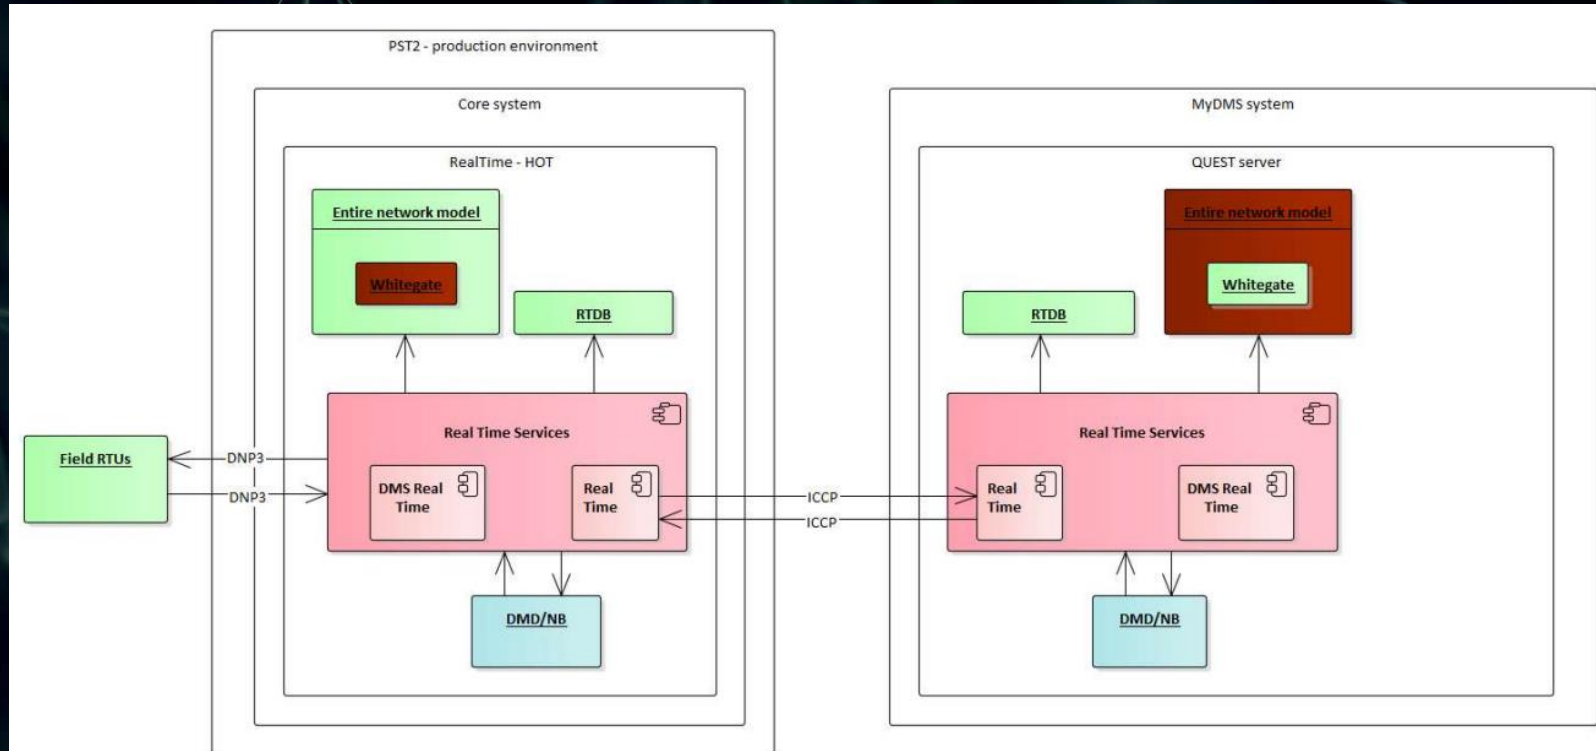 PST2 - production environment
Core system
MyDMS system
RealTime - HOT
QUEST server
Entire network model
Whitegate
RTDB
Entire network model
Whitegate
RTDB
Field RTUs
DNP3
DNP3
Real Time Services
DMS Real
Time
Real
Time
ICCP
ICCP
Real Time Services
Real
Time
DMS Real
Time
DMD/NB
DMD/NB